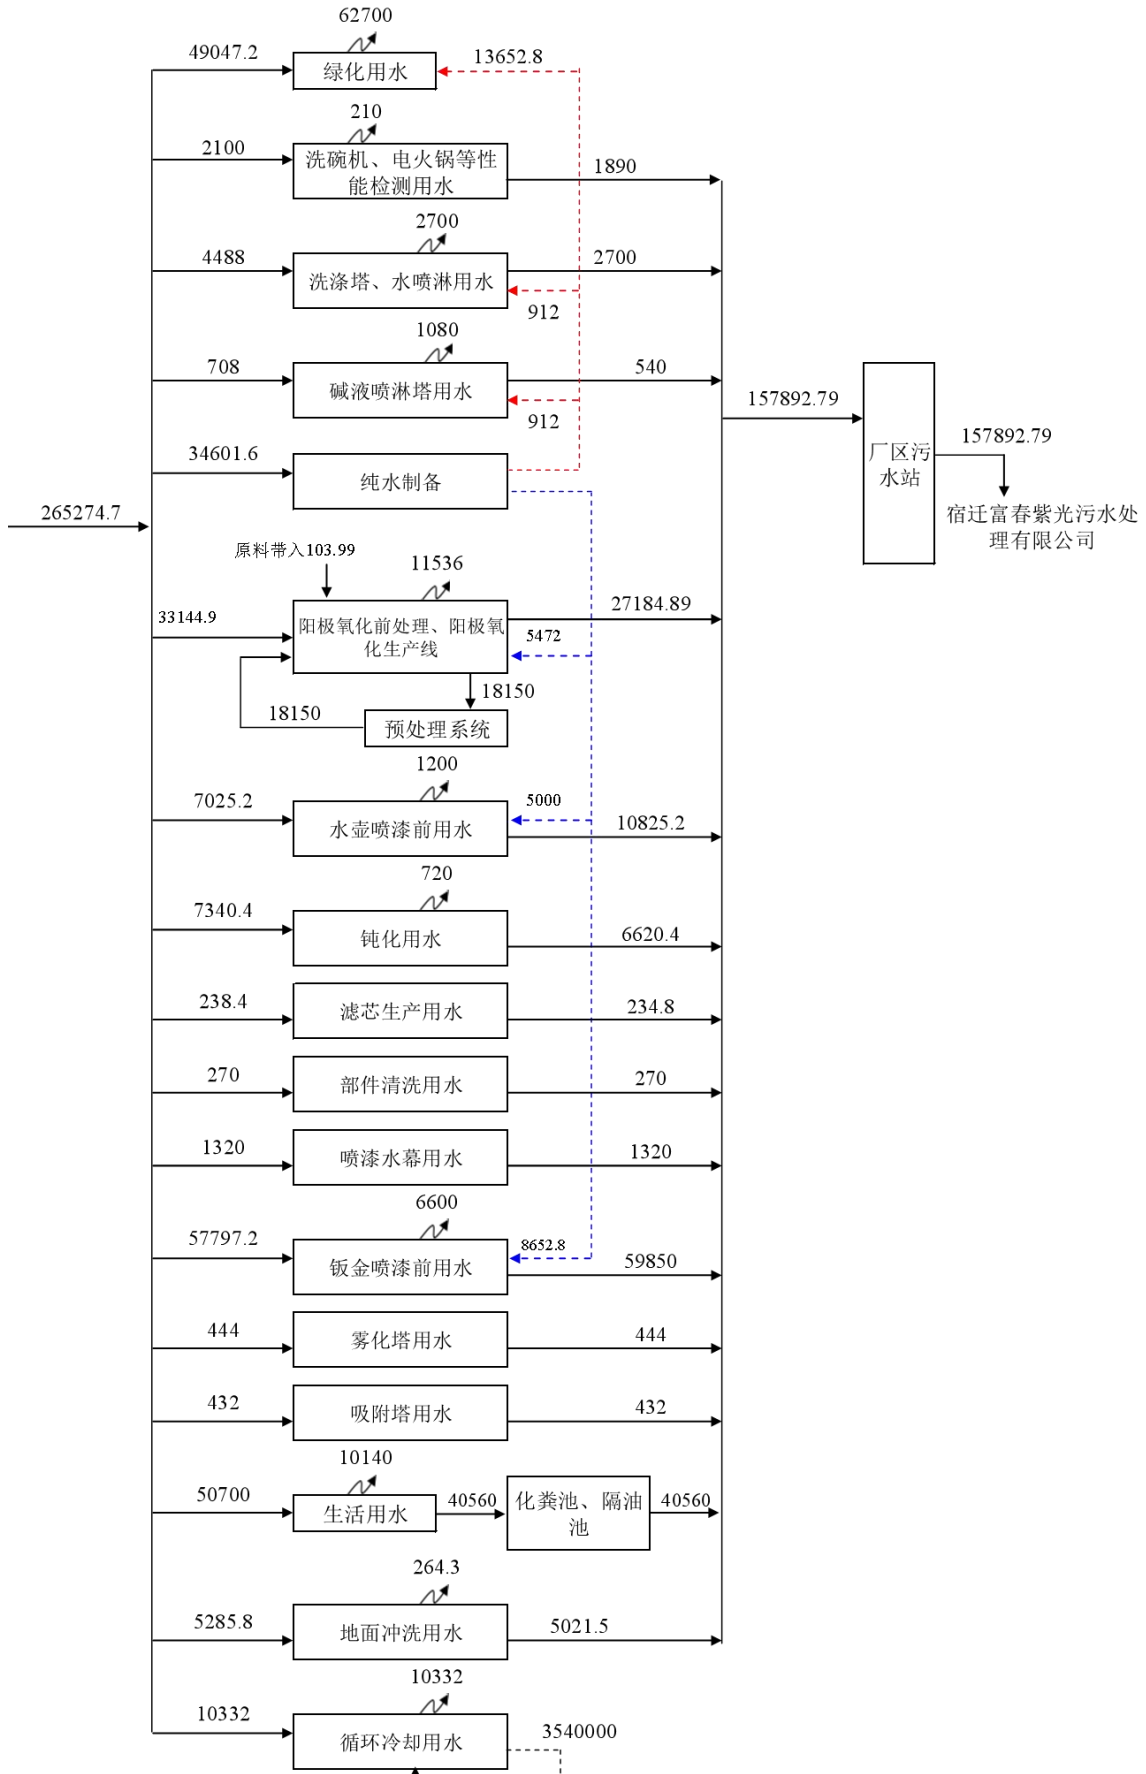 62700
49047.2
绿化用水
13652.8
210
2100
洗碗机、电火锅等性
能检测用水
1890
2700
4488
洗涤塔、水喷淋用水
2700
912
1080
708
碱液喷淋塔用水
540
912
157892.79
厂区污
水站
157892.79
宿迁富春紫光污水处
理有限公司
34601.6
纯水制备
265274.7
原料带入103.99
11536
33144.9
阳极氧化前处理、阳极氧
化生产线
27184.89
5472
18150
18150
预处理系统
1200
7025.2
水壶喷漆前用水
5000
10825.2
720
7340.4
钝化用水
6620.4
238.4
滤芯生产用水
234.8
270
部件清洗用水
270
1320
喷漆水幕用水
1320
6600
57797.2
钣金喷漆前用水
8652.8
59850
444
雾化塔用水
444
432
吸附塔用水
432
10140
50700
生活用水
40560
化粪池、隔油
池
40560
264.3
5285.8
地面冲洗用水
5021.5
10332
10332
循环冷却用水
3540000